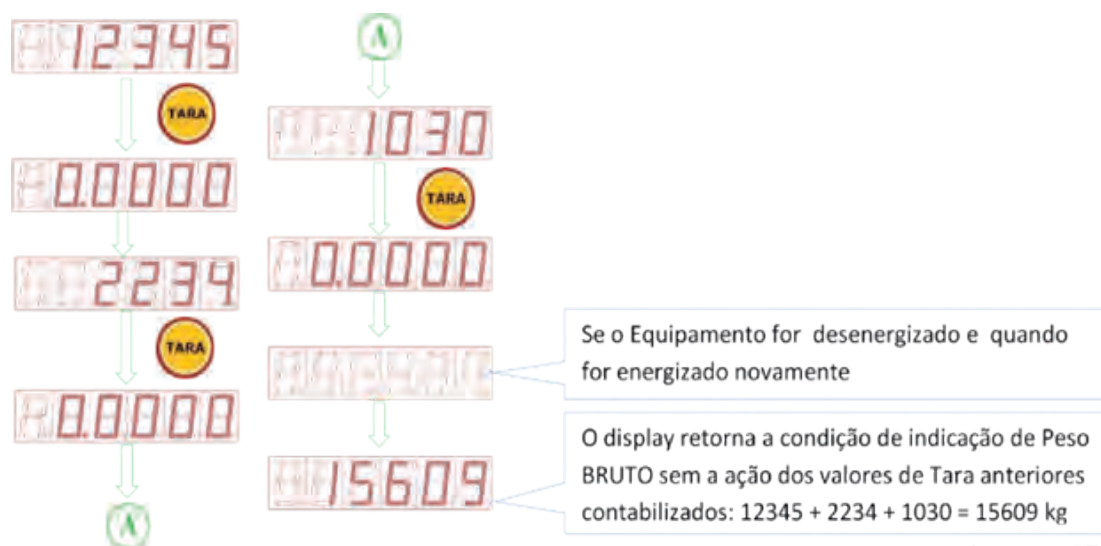 12345
TARA
0.0000
2234
TARA
0.0000
A
A
1030
TARA
0.0000
Se o Equipamento for desenergizado e quando
for energizado novamente
15609
O display retorna a condição de indicação de Peso
BRUTO sem a ação dos valores de Tara anteriores
contabilizados: 12345 + 2234 + 1030 = 15609 kg